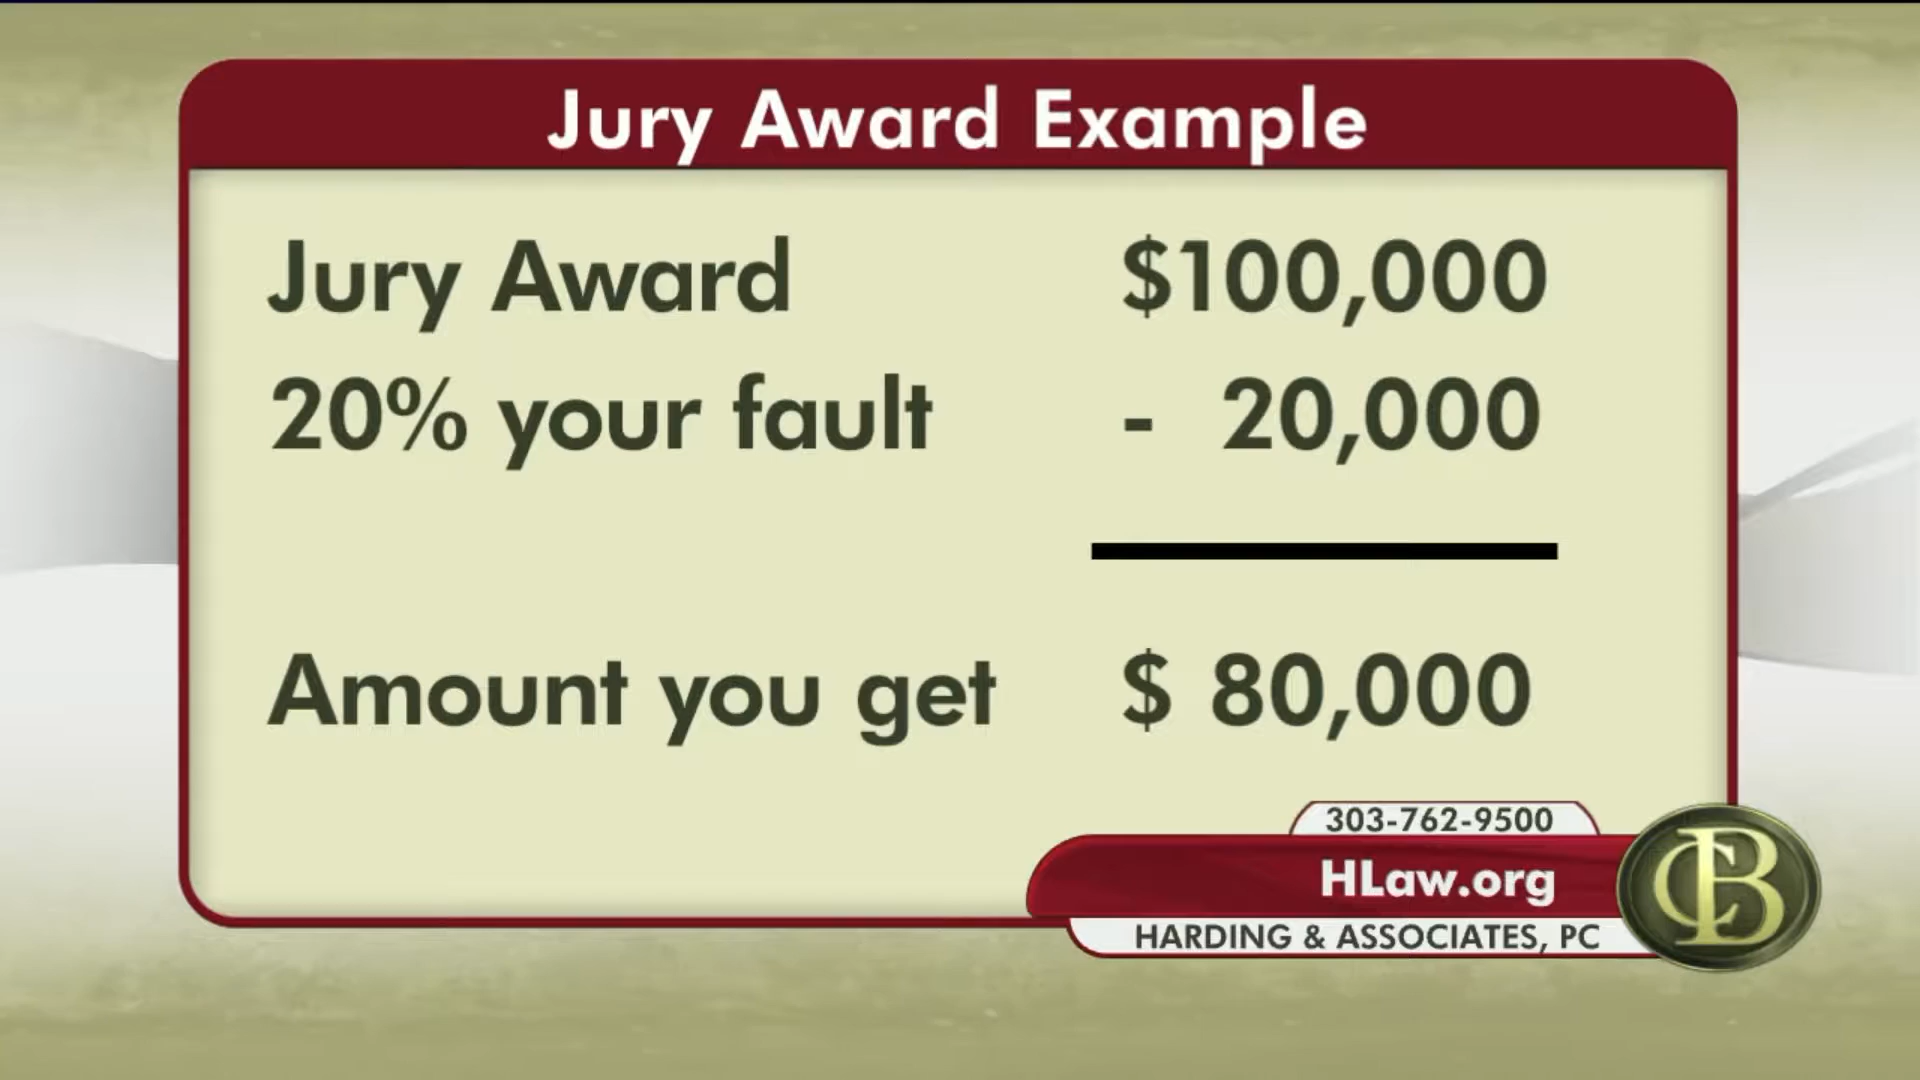 Jury Award Example
Jury Award $100,000
20% your fault - 20,000
Amount you get $ 80,000
303-762-9500
HLaw.org
HARDING & ASSOCIATES, PC